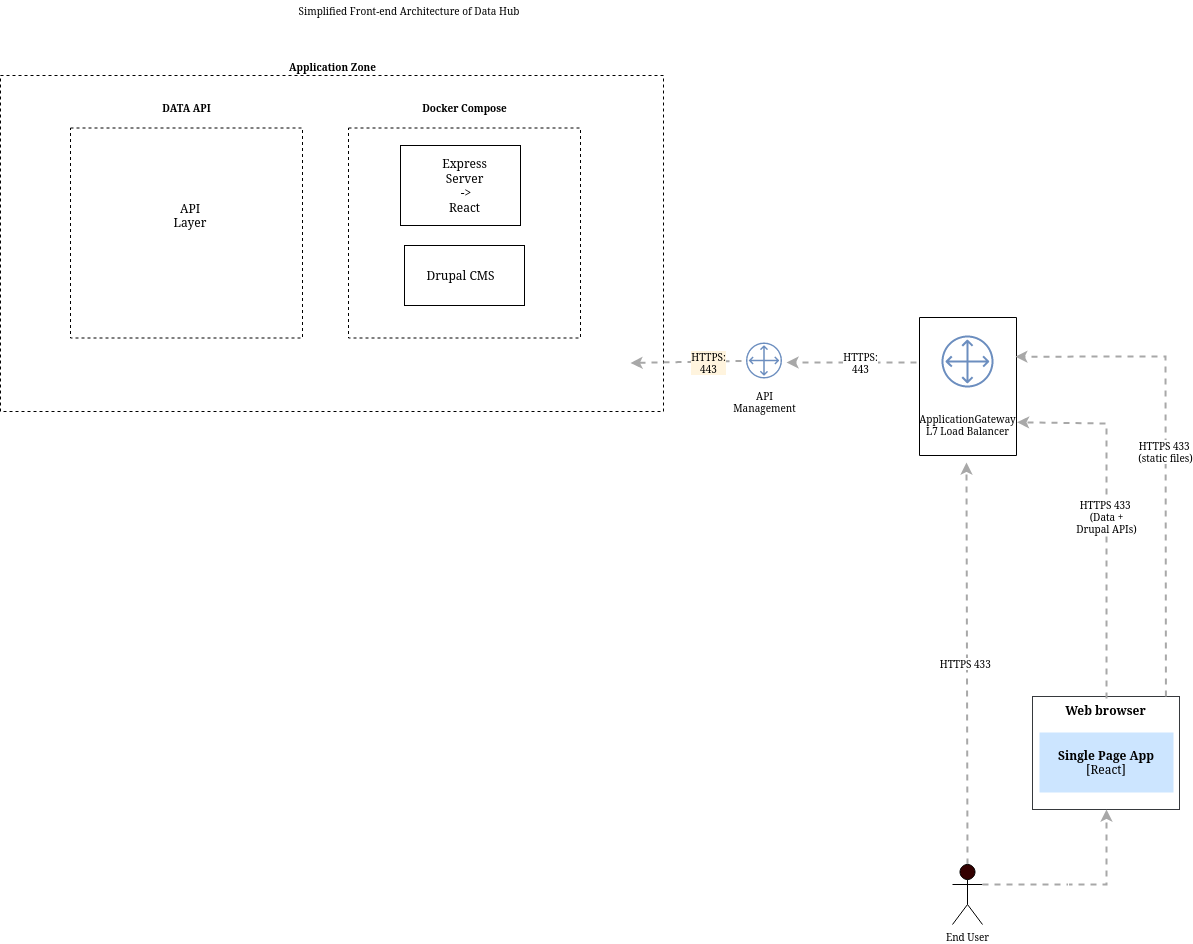 Simplified Front-end Architecture of Data Hub
Application Zone
DATA API
Docker Compose
API
Layer
Express
Server
->
React
Drupal CMS
HTTPS:
443
API
Management
HTTPS:
443
ApplicationGateway
L7 Load Balancer
HTTPS 433
(static files)
HTTPS 433
(Data +
Drupal APIs)
HTTPS 433
Web browser
Single Page App
[React]
End User